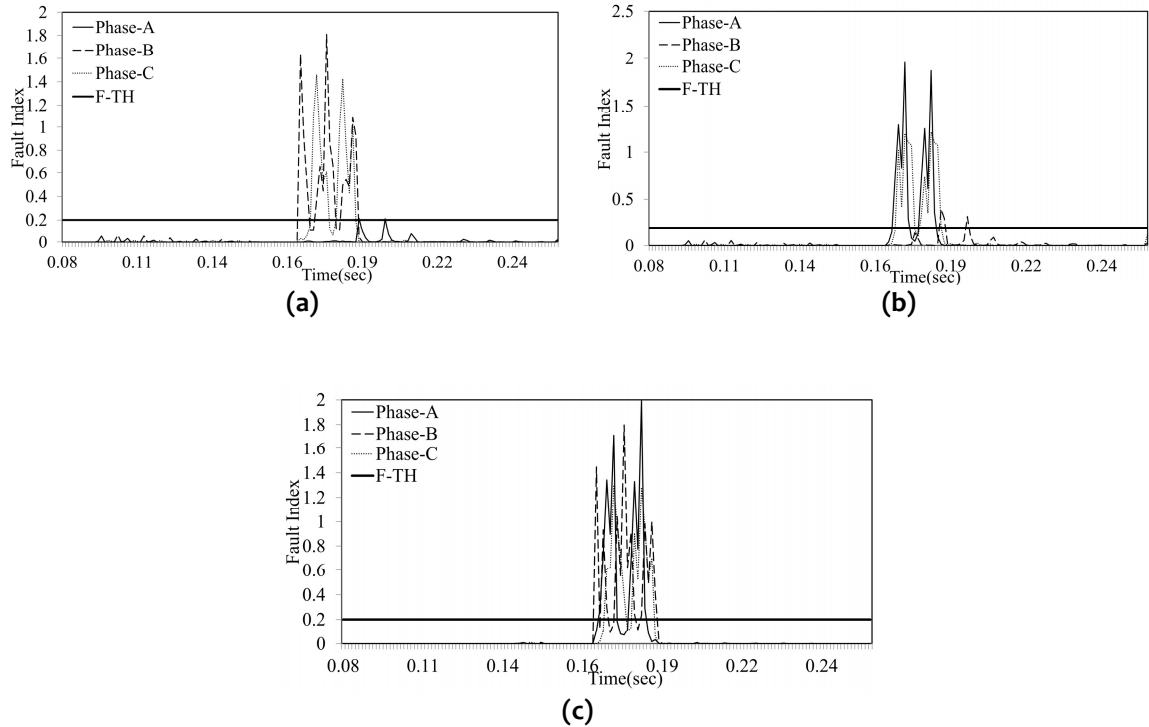 2
1.8
1.6
1.4
1.2
1
0.8
0.6
0.4
0.2
0
Fault Index
Phase-A
Phase-B
Phase-C
F-TH
0.08 0.11 0.14 0.16 0.19 0.22 0.24
Time(sec)
(a)
2.5
2
1.5
1
0.5
0
Fault Index
Phase-A
Phase-B
Phase-C
F-TH
0.08 0.11 0.14 0.16 0.19 0.22 0.24
Time(sec)
(b)
2
1.8
1.6
1.4
1.2
1
0.8
0.6
0.4
0.2
0
Fault Index
Phase-A
Phase-B
Phase-C
F-TH
0.08 0.11 0.14 0.16 0.19 0.22 0.24
Time(sec)
(c)